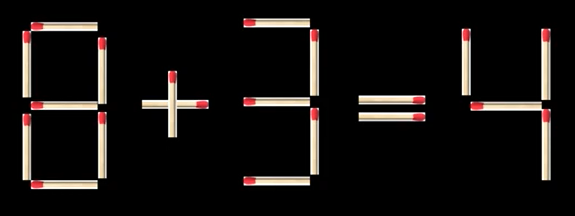 8 + 3 = 4